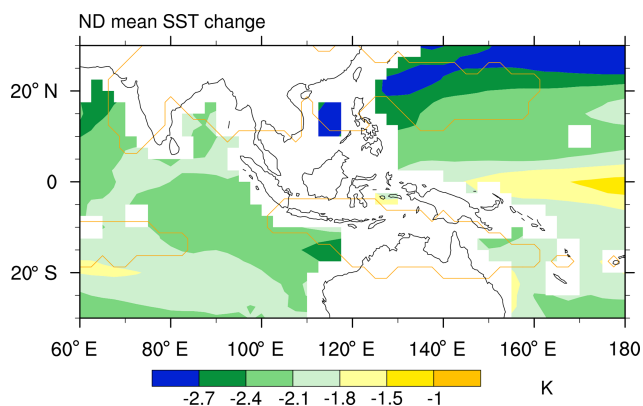 ND mean SST change
20° N
0
20° S
60° E 80° E 100° E 120° E 140° E 160° E 180
-2.7 -2.4 -2.1 -1.8 -1.5 -1
K